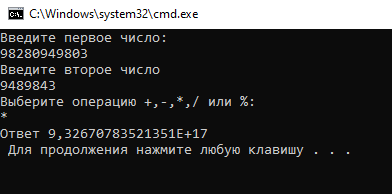 C:\Windows\system32\cmd.exe
Введите первое число:
98280949803
Введите второе число
9489843
Выберите операцию +,-,*,/ или %:
*
Ответ 9,32670783521351E+17
Для продолжения нажмите любую клавишу . . .